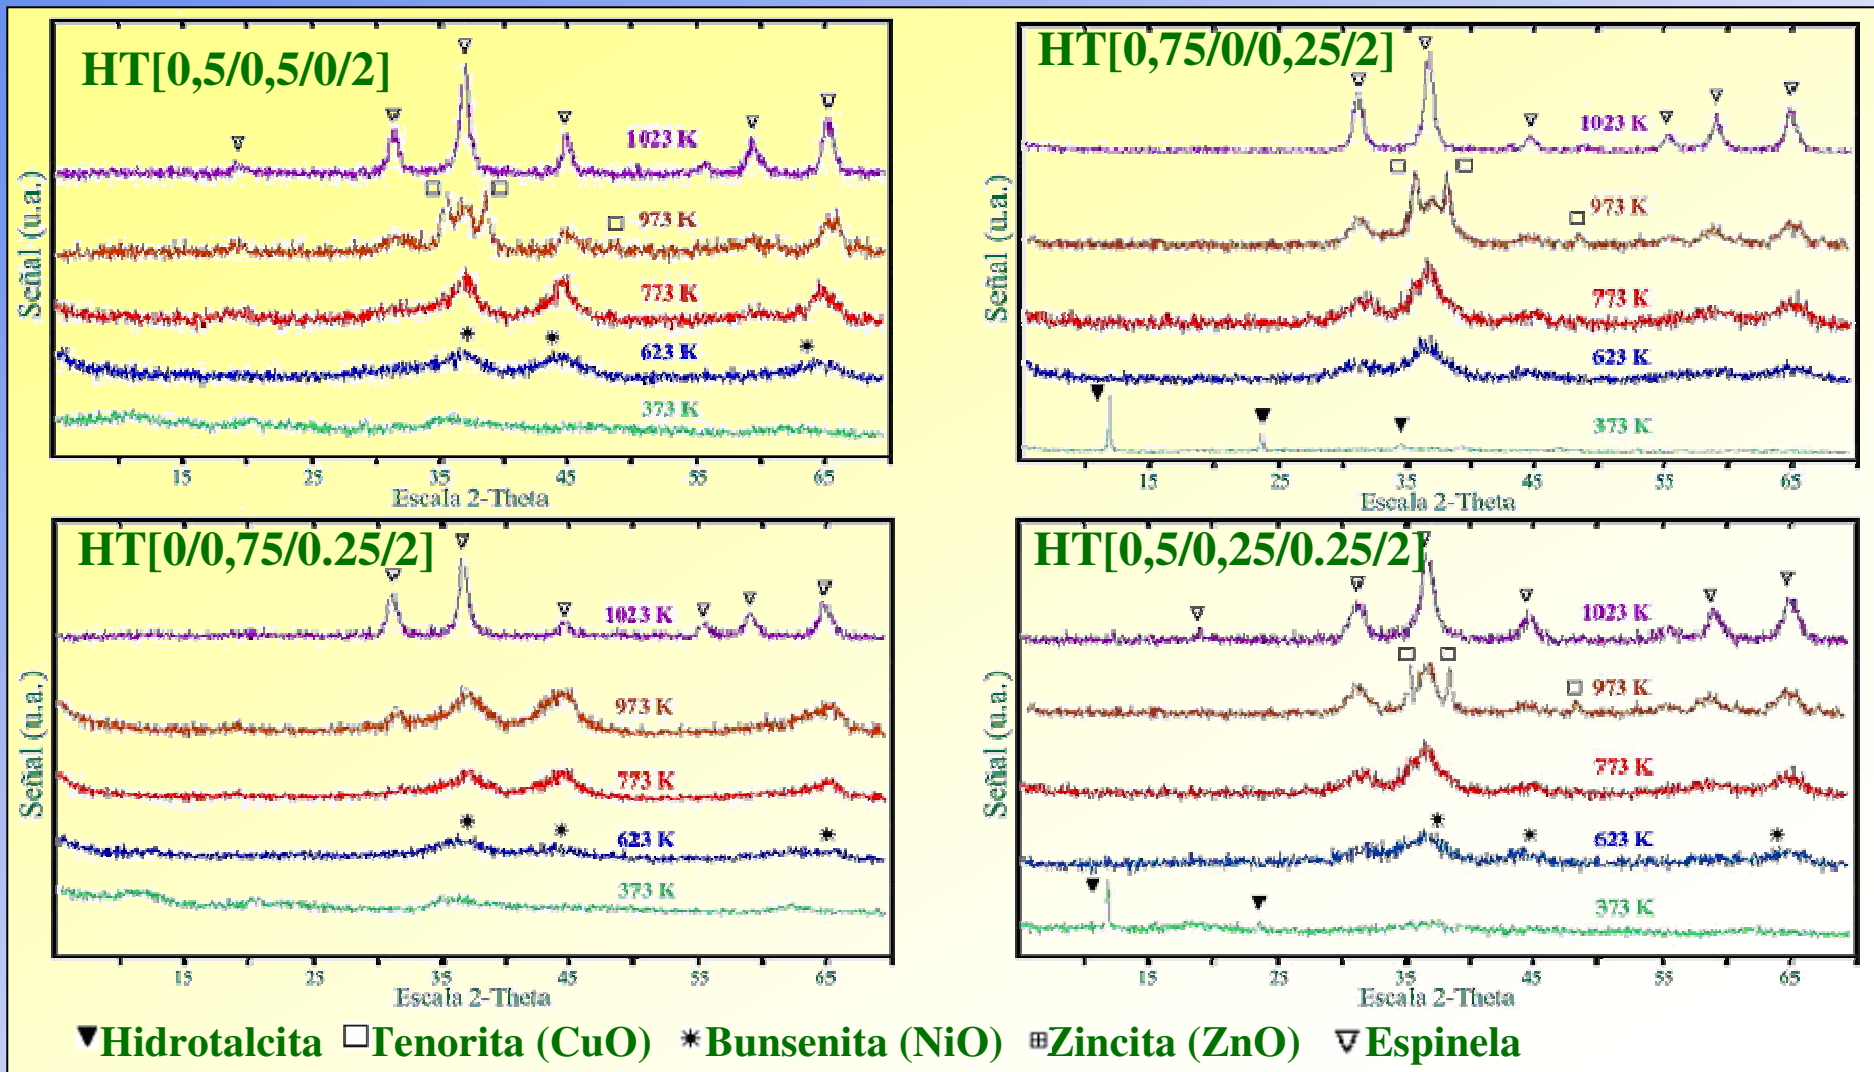 HT[0,5/0,5/0/2]
1023 K
973 K
773 K
623 K
373 K
Señal (u.a.)
15 25 35 45 55 65
Escala 2-Theta
HT[0,75/0/0,25/2]
1023 K
973 K
773 K
623 K
373 K
Señal (u.a.)
15 25 35 45 55 65
Escala 2-Theta
HT[0/0,75/0.25/2]
1023 K
973 K
773 K
623 K
373 K
Señal (u.a.)
15 25 35 45 55 65
Escala 2-Theta
HT[0,5/0,25/0.25/2]
1023 K
973 K
773 K
623 K
373 K
Señal (u.a.)
15 25 35 45 55 65
Escala 2-Theta
Hidrotalcita Tenorita (CuO) Bunsenita (NiO) Zincita (ZnO) Espinela